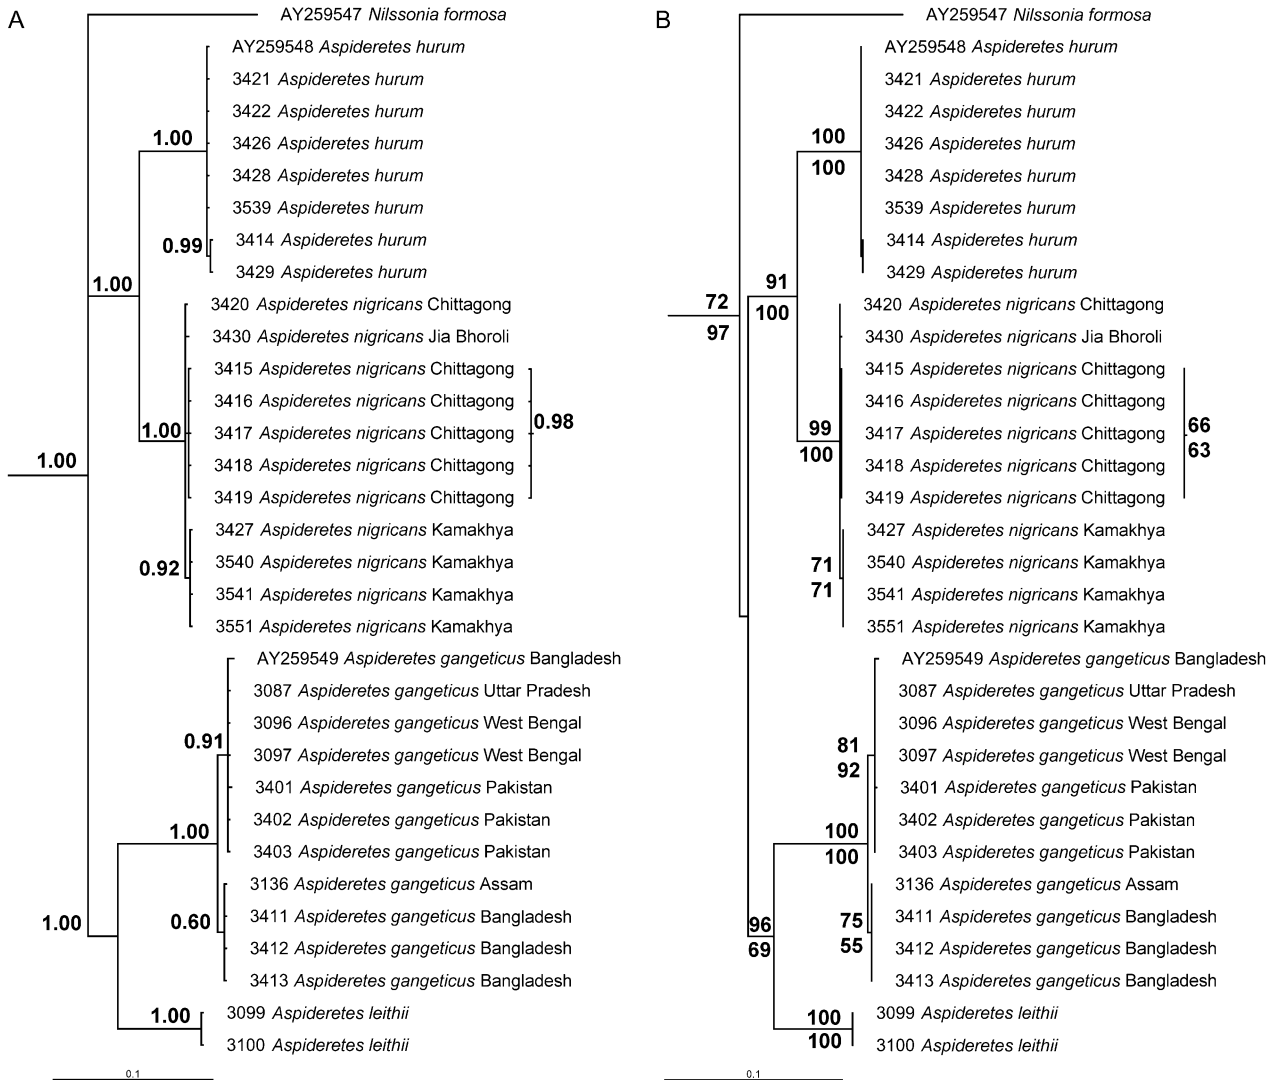 A
AY259547 Nilssonia formosa
AY259548 Aspideretes hurum
3421 Aspideretes hurum
3422 Aspideretes hurum
1.00
3426 Aspideretes hurum
3428 Aspideretes hurum
3539 Aspideretes hurum
0.99
3414 Aspideretes hurum
3429 Aspideretes hurum
1.00
3420 Aspideretes nigricans Chittagong
3430 Aspideretes nigricans Jia Bhoroli
3415 Aspideretes nigricans Chittagong
3416 Aspideretes nigricans Chittagong
0.98
1.00
3417 Aspideretes nigricans Chittagong
1.00
3418 Aspideretes nigricans Chittagong
3419 Aspideretes nigricans Chittagong
3427 Aspideretes nigricans Kamakhya
0.92
3540 Aspideretes nigricans Kamakhya
3541 Aspideretes nigricans Kamakhya
3551 Aspideretes nigricans Kamakhya
AY259549 Aspideretes gangeticus Bangladesh
3087 Aspideretes gangeticus Uttar Pradesh
3096 Aspideretes gangeticus West Bengal
0.91
3097 Aspideretes gangeticus West Bengal
3401 Aspideretes gangeticus Pakistan
3402 Aspideretes gangeticus Pakistan
1.00
3403 Aspideretes gangeticus Pakistan
3136 Aspideretes gangeticus Assam
1.00
0.60
3411 Aspideretes gangeticus Bangladesh
3412 Aspideretes gangeticus Bangladesh
3413 Aspideretes gangeticus Bangladesh
1.00
3099 Aspideretes leithii
3100 Aspideretes leithii
0.1
B
AY259547 Nilssonia formosa
AY259548 Aspideretes hurum
3421 Aspideretes hurum
3422 Aspideretes hurum
100
3426 Aspideretes hurum
100
3428 Aspideretes hurum
3539 Aspideretes hurum
3414 Aspideretes hurum
3429 Aspideretes hurum
91
72
3420 Aspideretes nigricans Chittagong
100
97
3430 Aspideretes nigricans Jia Bhoroli
3415 Aspideretes nigricans Chittagong
3416 Aspideretes nigricans Chittagong
66
99
3417 Aspideretes nigricans Chittagong
63
100
3418 Aspideretes nigricans Chittagong
3419 Aspideretes nigricans Chittagong
3427 Aspideretes nigricans Kamakhya
71
3540 Aspideretes nigricans Kamakhya
71
3541 Aspideretes nigricans Kamakhya
3551 Aspideretes nigricans Kamakhya
AY259549 Aspideretes gangeticus Bangladesh
3087 Aspideretes gangeticus Uttar Pradesh
3096 Aspideretes gangeticus West Bengal
81
3097 Aspideretes gangeticus West Bengal
92
3401 Aspideretes gangeticus Pakistan
3402 Aspideretes gangeticus Pakistan
100
3403 Aspideretes gangeticus Pakistan
100
3136 Aspideretes gangeticus Assam
96
75
3411 Aspideretes gangeticus Bangladesh
69
55
3412 Aspideretes gangeticus Bangladesh
3413 Aspideretes gangeticus Bangladesh
100
3099 Aspideretes leithii
100
3100 Aspideretes leithii
0.1